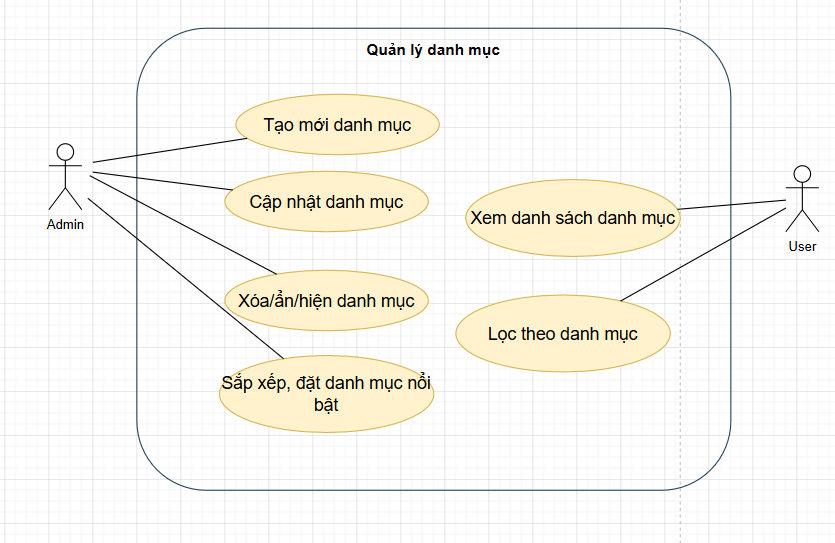 Quản lý danh mục
Tạo mới danh mục
Cập nhật danh mục
Xóa/ẩn/hiện danh mục
Sắp xếp, đặt danh mục nổi
bật
Admin
Xem danh sách danh mục
Lọc theo danh mục
User